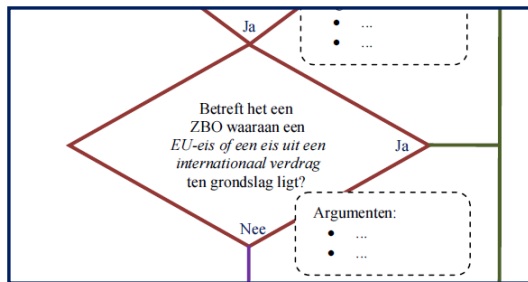 Ja
● ...
● ...
Betreft het een
ZBO waaraan een
EU-eis of een eis uit een
internationaal verdrag
ten grondslag ligt?
Ja
Nee
Argumenten:
● ...
● ...